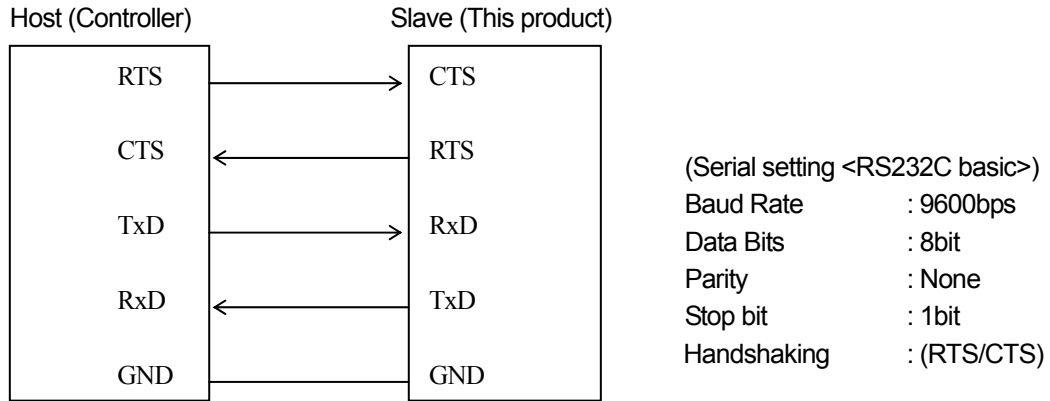 Host (Controller) Slave (This product)
RTS CTS
CTS RTS
TxD RxD
RxD TxD
GND GND
(Serial setting <RS232C basic>)
Baud Rate : 9600bps
Data Bits : 8bit
Parity : None
Stop bit : 1bit
Handshaking : (RTS/CTS)